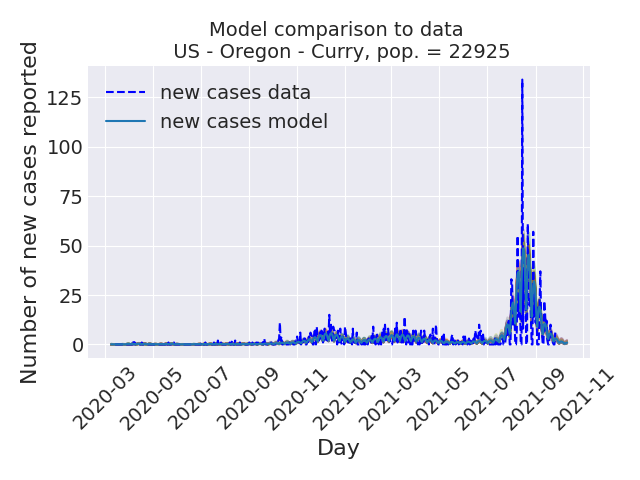 Model comparison to data
US - Oregon - Curry, pop. = 22925
Number of new cases reported
125
100
75
50
25
0
new cases data
new cases model
2020-03
2020-05
2020-07
2020-09
2020-11
2021-01
2021-03
2021-05
2021-07
2021-09
2021-11
Day